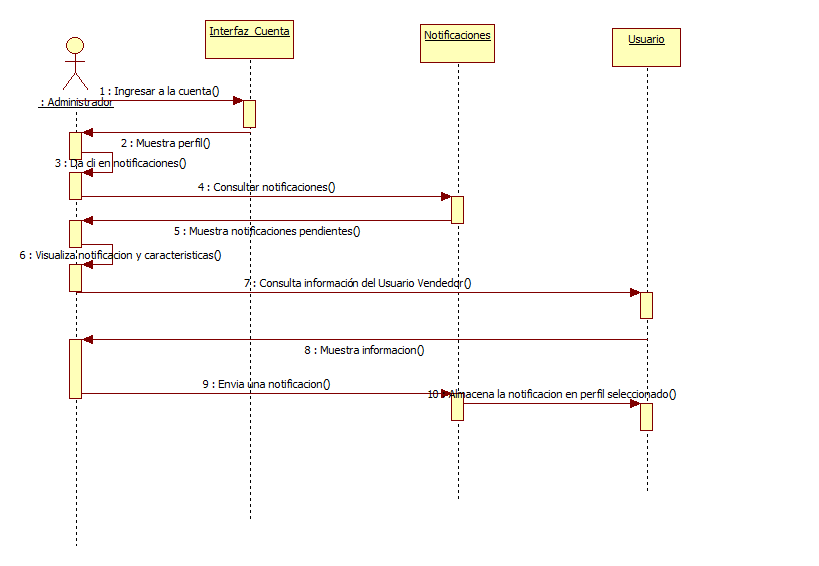 Interfaz_Cuenta
Notificaciones
Usuario
: Administrador
1 : Ingresar a la cuenta()
2 : Muestra perfil()
3 : Da cli en notificaciones()
4 : Consultar notificaciones()
5 : Muestra notificaciones pendientes()
6 : Visualiza notificacion y caracteristicas()
7 : Consulta información del Usuario Vendedor()
8 : Muestra informacion()
9 : Envia una notificacion()
10 : Almacena la notificacion en perfil seleccionado()